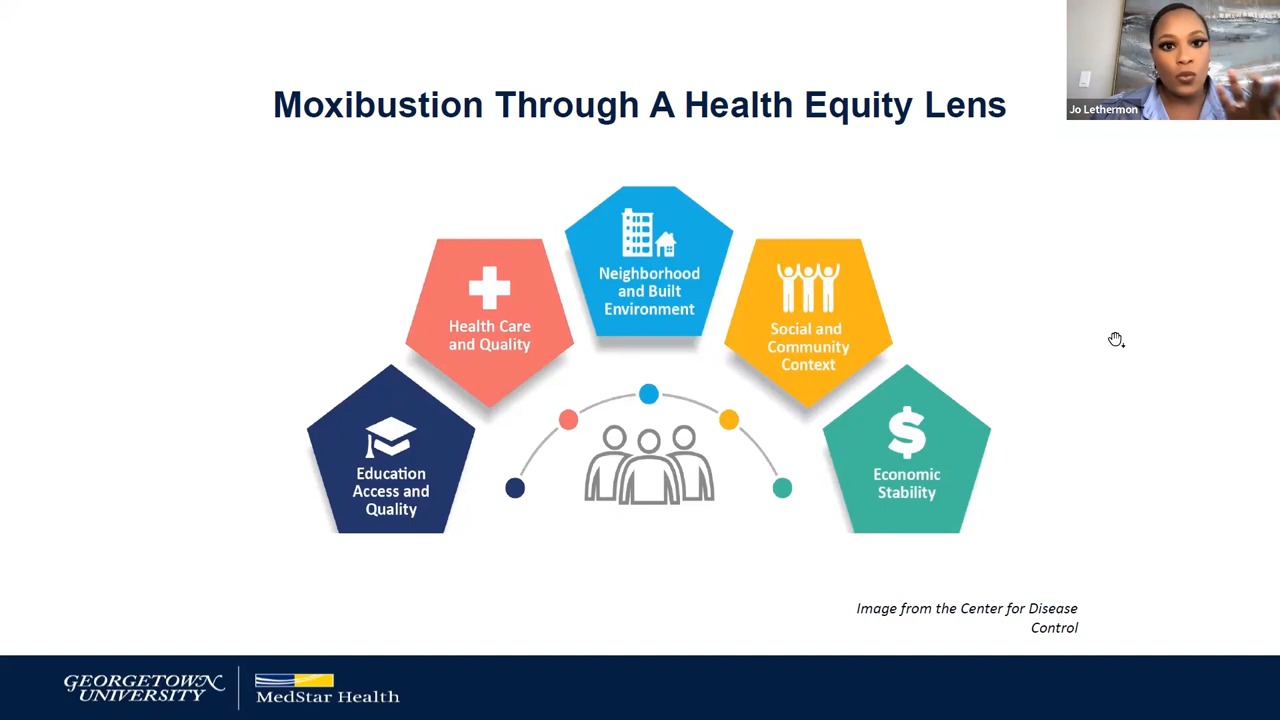 Jo Lethermon
Moxibustion Through A Health Equity Lens
Neighborhood
and Built
Environment
Health Care
and Quality
Social and
Community
Context
Education
Access and
Quality
$
Economic
Stability
Image from the Center for Disease
Control
GEORGETOWN
UNIVERSITY
MedStar Health